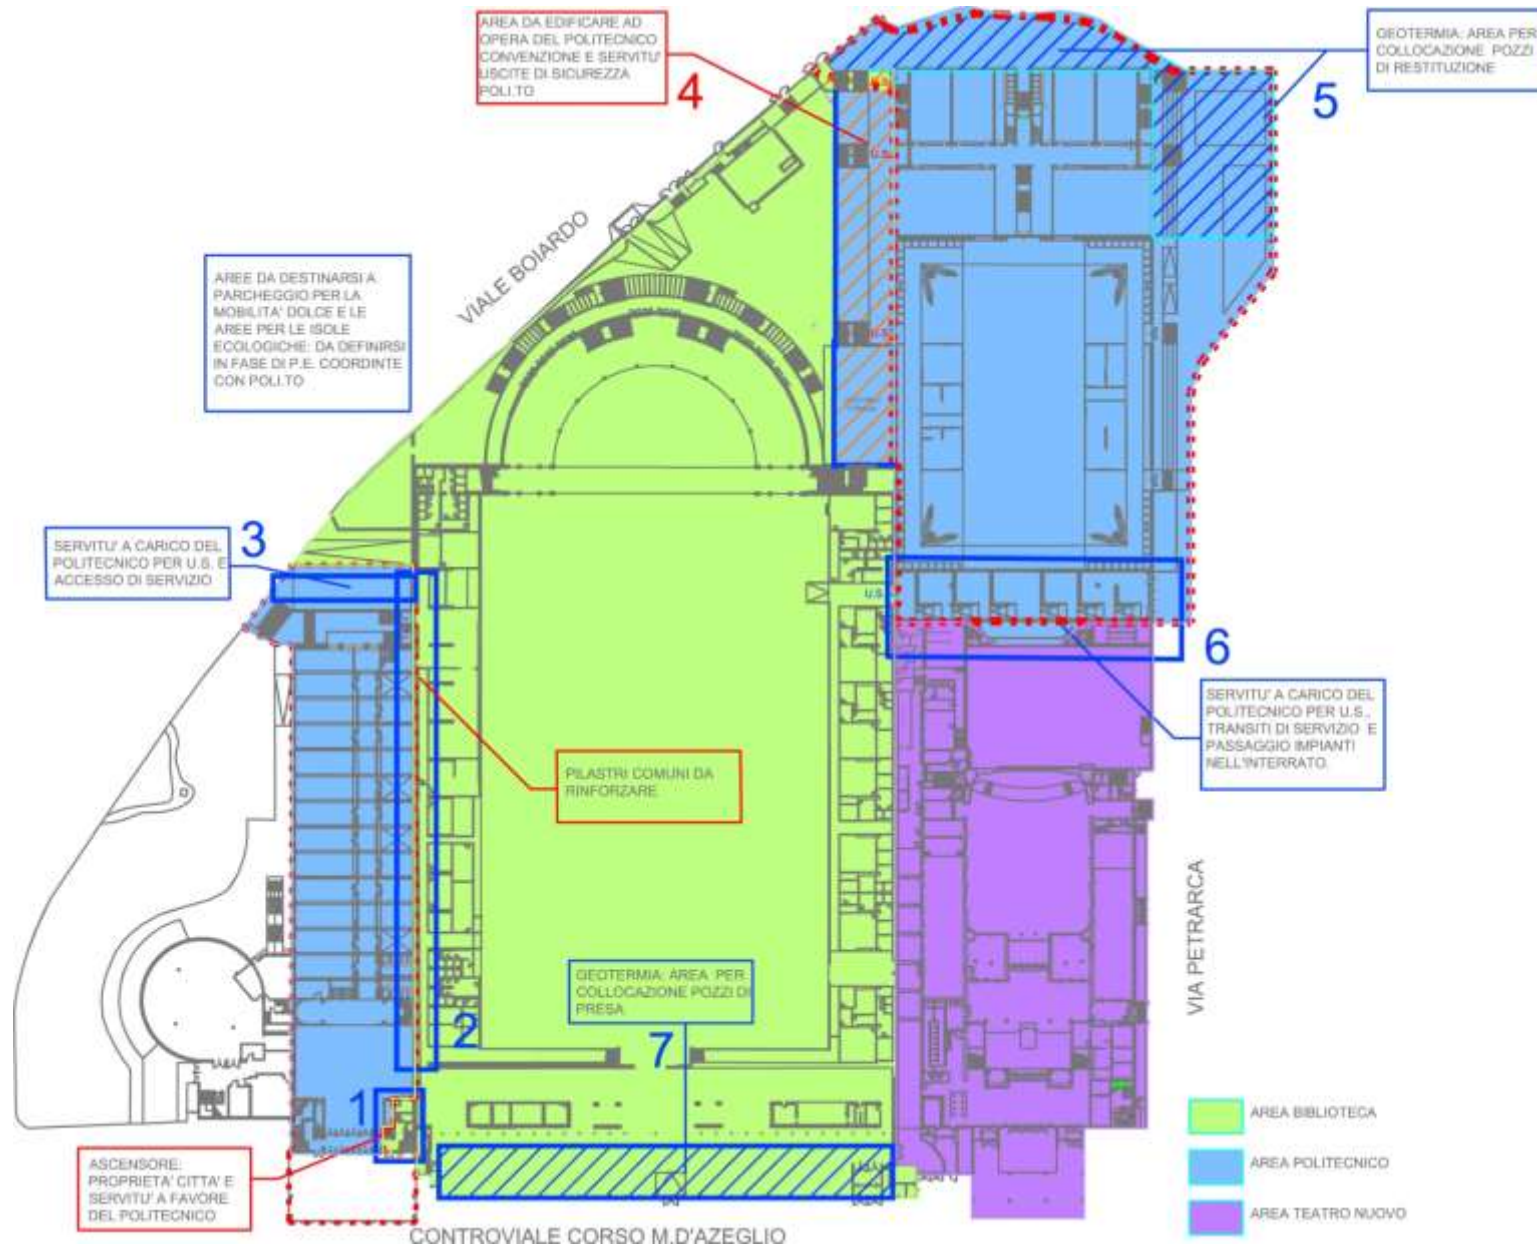 AREA DA EDIFICARE AD
OPERA DEL POLITECNICO
CONVENZIONE E SERVITU'
USCITE DI SICUREZZA
POLI.TO
4
GEOTERMIA: AREA PER
COLLOCAZIONE POZZI
DI RESTITUZIONE
5
U.S.
VIALE BOIARDO
AREE DA DESTINARSI A
PARCHEGGIO PER LA
MOBILITA' DOLCE E LE
AREE PER LE ISOLE
ECOLOGICHE: DA DEFINIRSI
IN FASE DI P.E. COORDINTE
CON POLI.TO
U.S.
3
SERVITU' A CARICO DEL
POLITECNICO PER U.S. E
ACCESSO DI SERVIZIO
U.S.
6
SERVITU' A CARICO DEL
POLITECNICO PER U.S.,
TRANSITI DI SERVIZIO E
PASSAGGIO IMPIANTI
NELL'INTERRATO.
PILASTRI COMUNI DA
RINFORZARE
VIA PETRARCA
GEOTERMIA: AREA PER
COLLOCAZIONE POZZI DI
PRESA
2
7
1
ASCENSORE:
PROPRIETA' CITTA' E
SERVITU' A FAVORE
DEL POLITECNICO
AREA BIBLIOTECA
AREA POLITECNICO
AREA TEATRO NUOVO
CONTROVIALE CORSO M.D'AZEGLIO